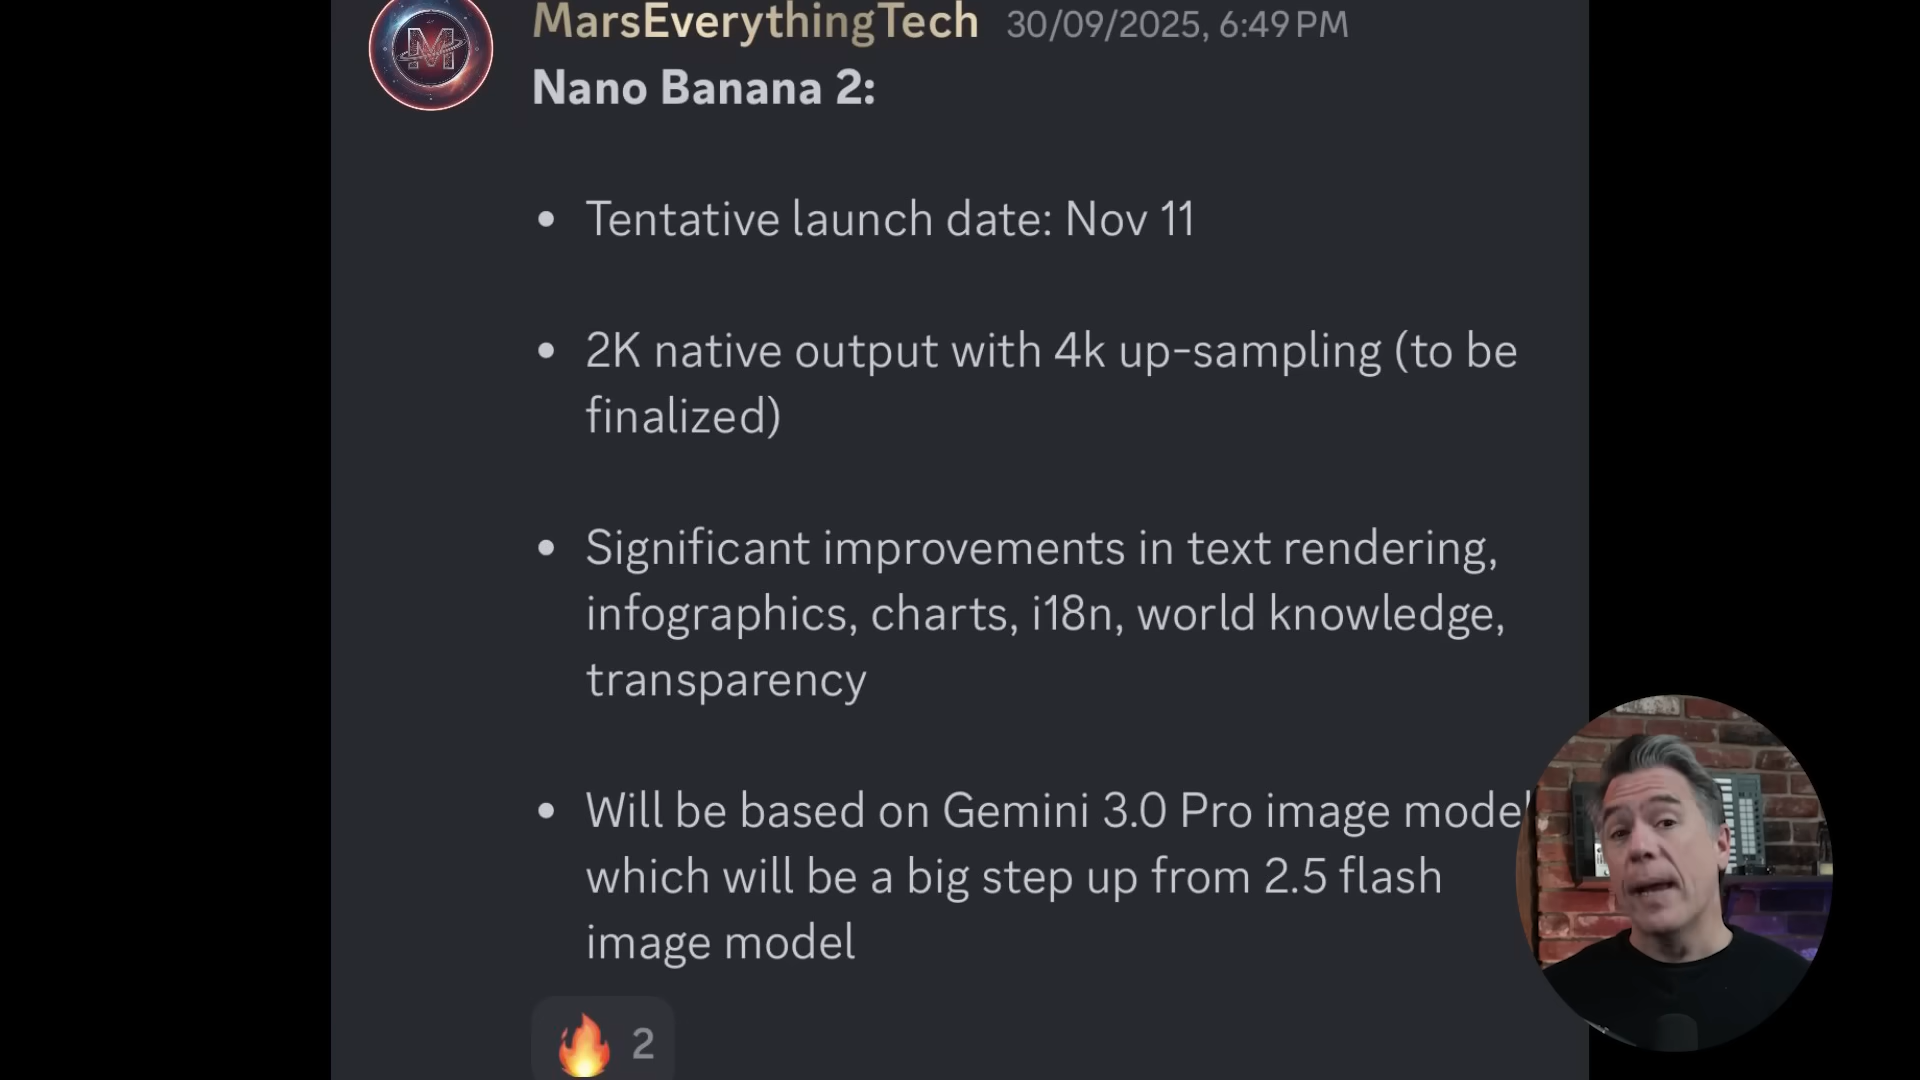 MarsEverythingTech 30/09/2025, 6:49 PM
Nano Banana 2:
• Tentative launch date: Nov 11
• 2K native output with 4k up-sampling (to be
finalized)
• Significant improvements in text rendering,
infographics, charts, i18n, world knowledge,
transparency
• Will be based on Gemini 3.0 Pro image model
which will be a big step up from 2.5 flash
image model
🔥 2